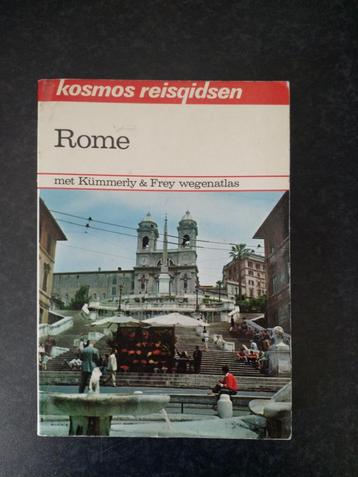 kosmos reisgidsen
Rome
met Kümmerly & Frey wegenatlas